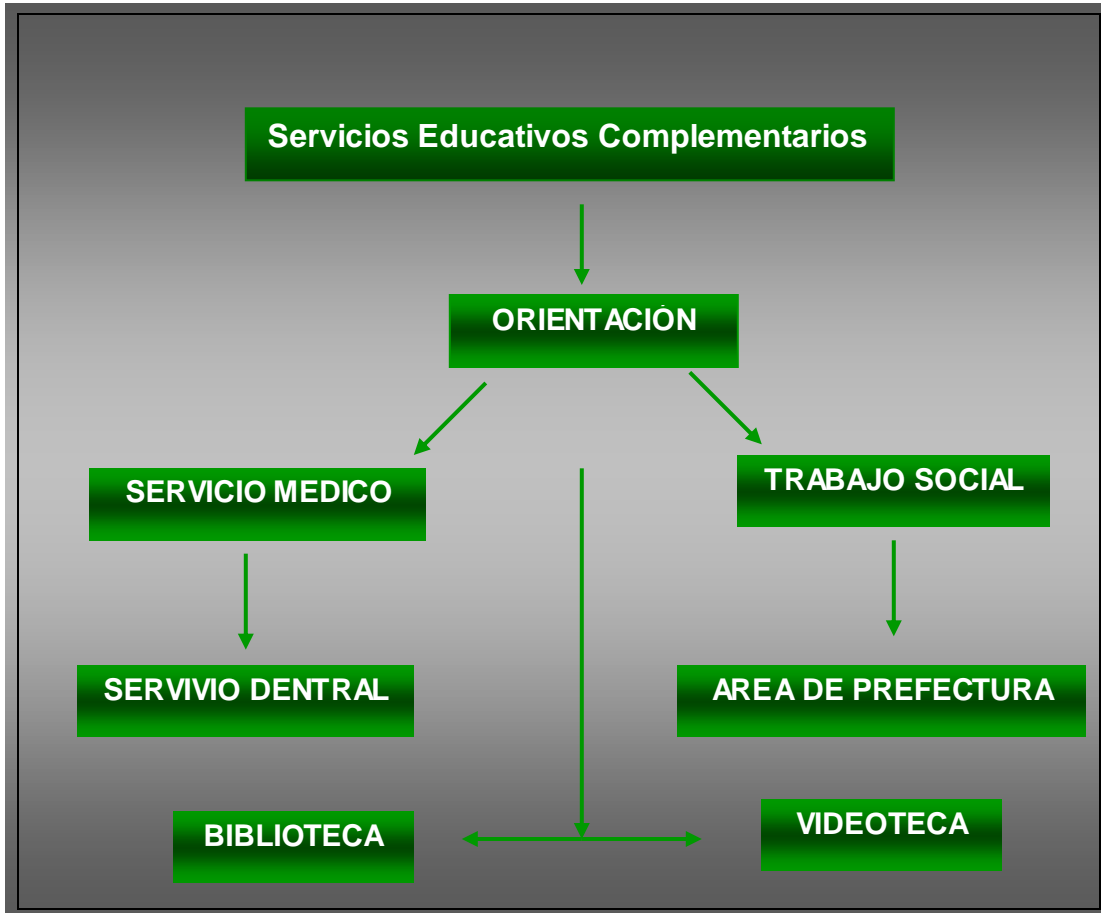 Servicios Educativos Complementarios
ORIENTACIÓN
SERVICIO MEDICO
TRABAJO SOCIAL
SERVIVIO DENTRAL
AREA DE PREFECTURA
BIBLIOTECA
VIDEOTECA